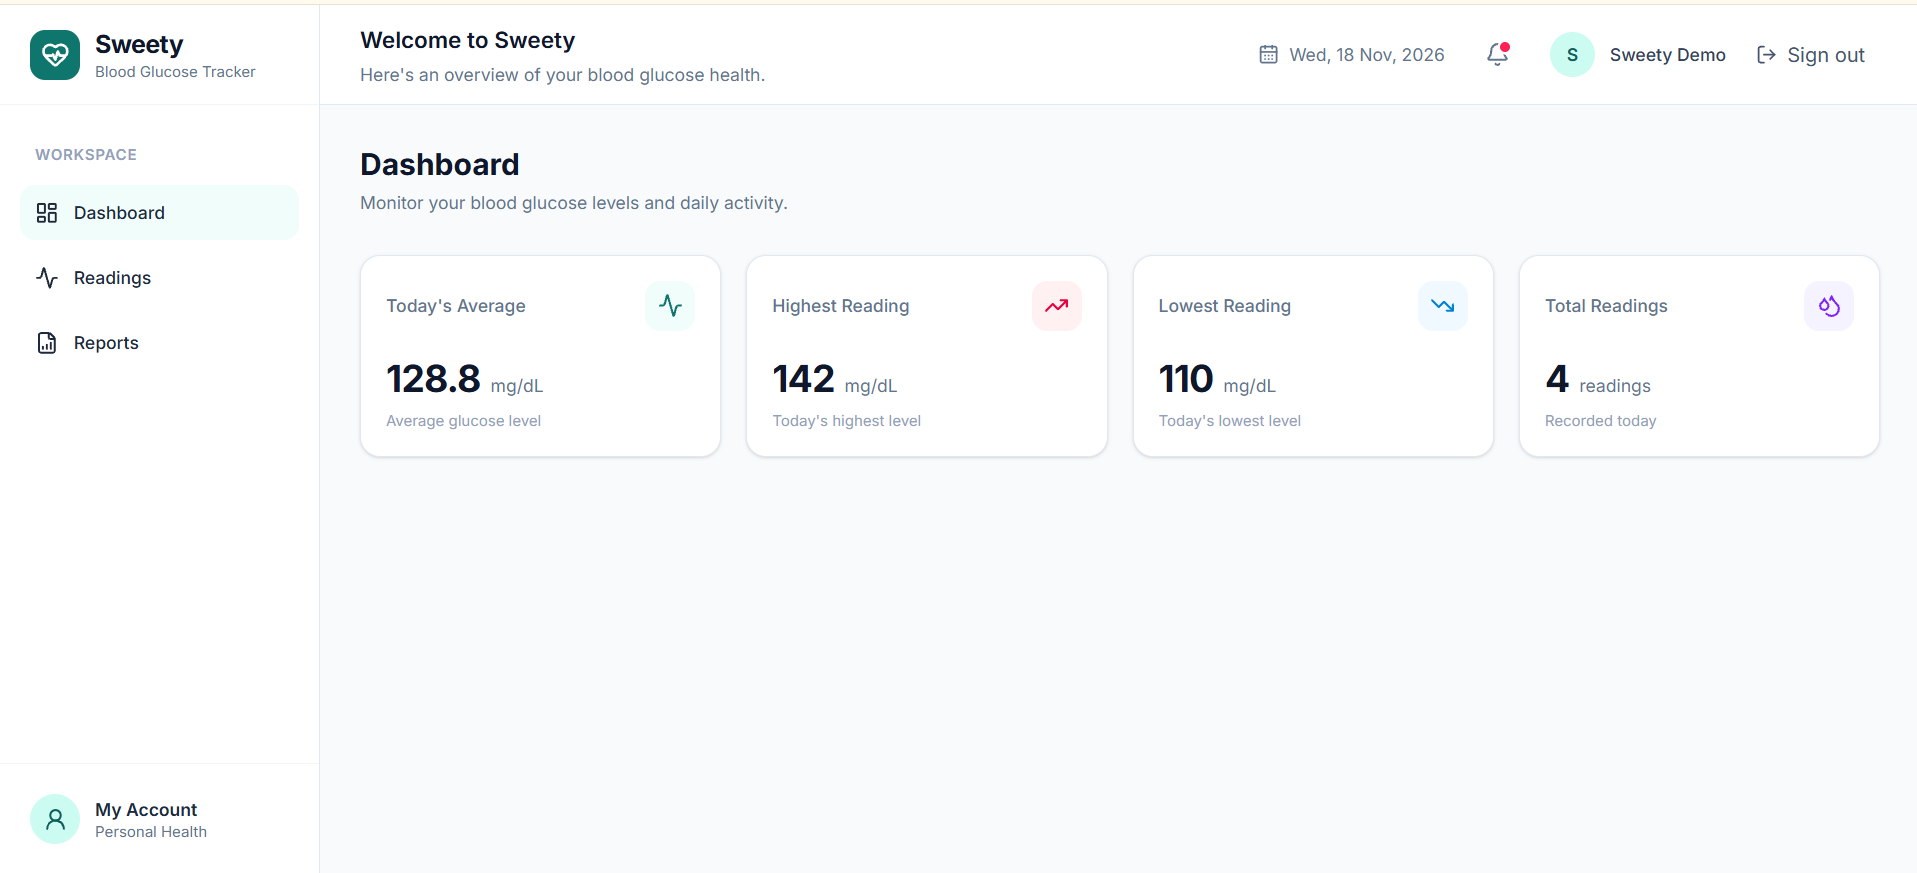 Sweety
Blood Glucose Tracker
WORKSPACE
Dashboard
Readings
Reports
My Account
Personal Health
Welcome to Sweety
Here's an overview of your blood glucose health.
Wed, 18 Nov, 2026
S
Sweety Demo
Sign out
Dashboard
Monitor your blood glucose levels and daily activity.
Today's Average
128.8 mg/dL
Average glucose level
Highest Reading
142 mg/dL
Today's highest level
Lowest Reading
110 mg/dL
Today's lowest level
Total Readings
4 readings
Recorded today